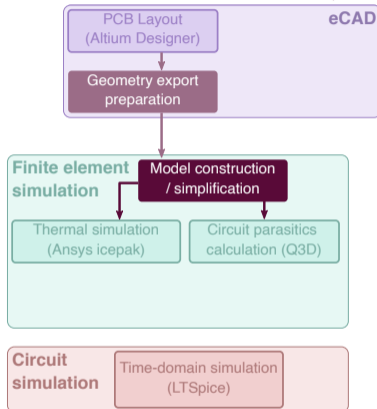 PCB Layout
(Altium Designer)
eCAD
Geometry export
preparation
Finite element
simulation
Model construction
/ simplification
Thermal simulation
(Ansys icepak)
Circuit parasitics
calculation (Q3D)
Circuit
simulation
Time-domain simulation
(LTSpice)